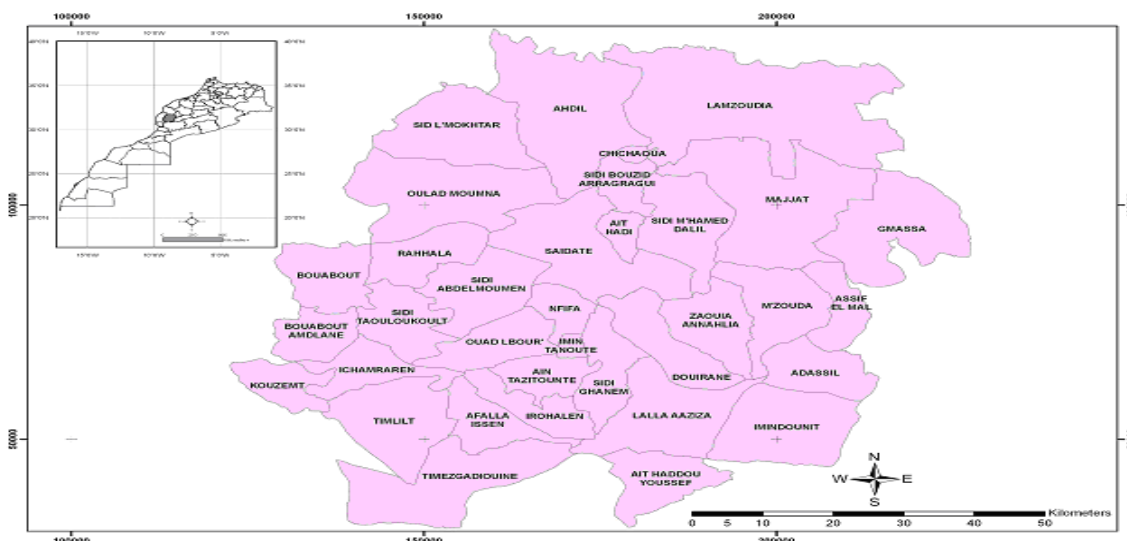 100000 150000 200000
AHDIL
LAMZOUDIA
SID L'MOKHTAR
CHICHAOUA
SIDI BOUZID
ARRAGRAGUI
OULAD MOUMNA
MAJJAT
100000
AIT
HADI
SIDI M'HAMED
DALIL
GMASSA
SAIDATE
RAHHALA
BOUABOUT
SIDI
ABDELMOUMEN
NFIFA
M'ZOUDA
ASSIF
EL MAL
SIDI
TAOULOUKOULT
ZAOUIA
ANNAHLIA
BOUABOUT
AMDLANE
OUAD LBOUR'
IMIN
TANOUTE
ICHAMRAREN
AIN
TAZITOUNTE
DOUIRANE
ADASSIL
KOUZEMT
SIDI
GHANEM
TIMLILT
AFALLA
ISSEN
IROHALEN
LALLA AAZIZA
IMINDOUNIT
50000
TIMEZGADIOUINE
AIT HADDOU
YOUSSEF
N
W E
S
Kilometers
0 5 10 20 30 40 50
150000